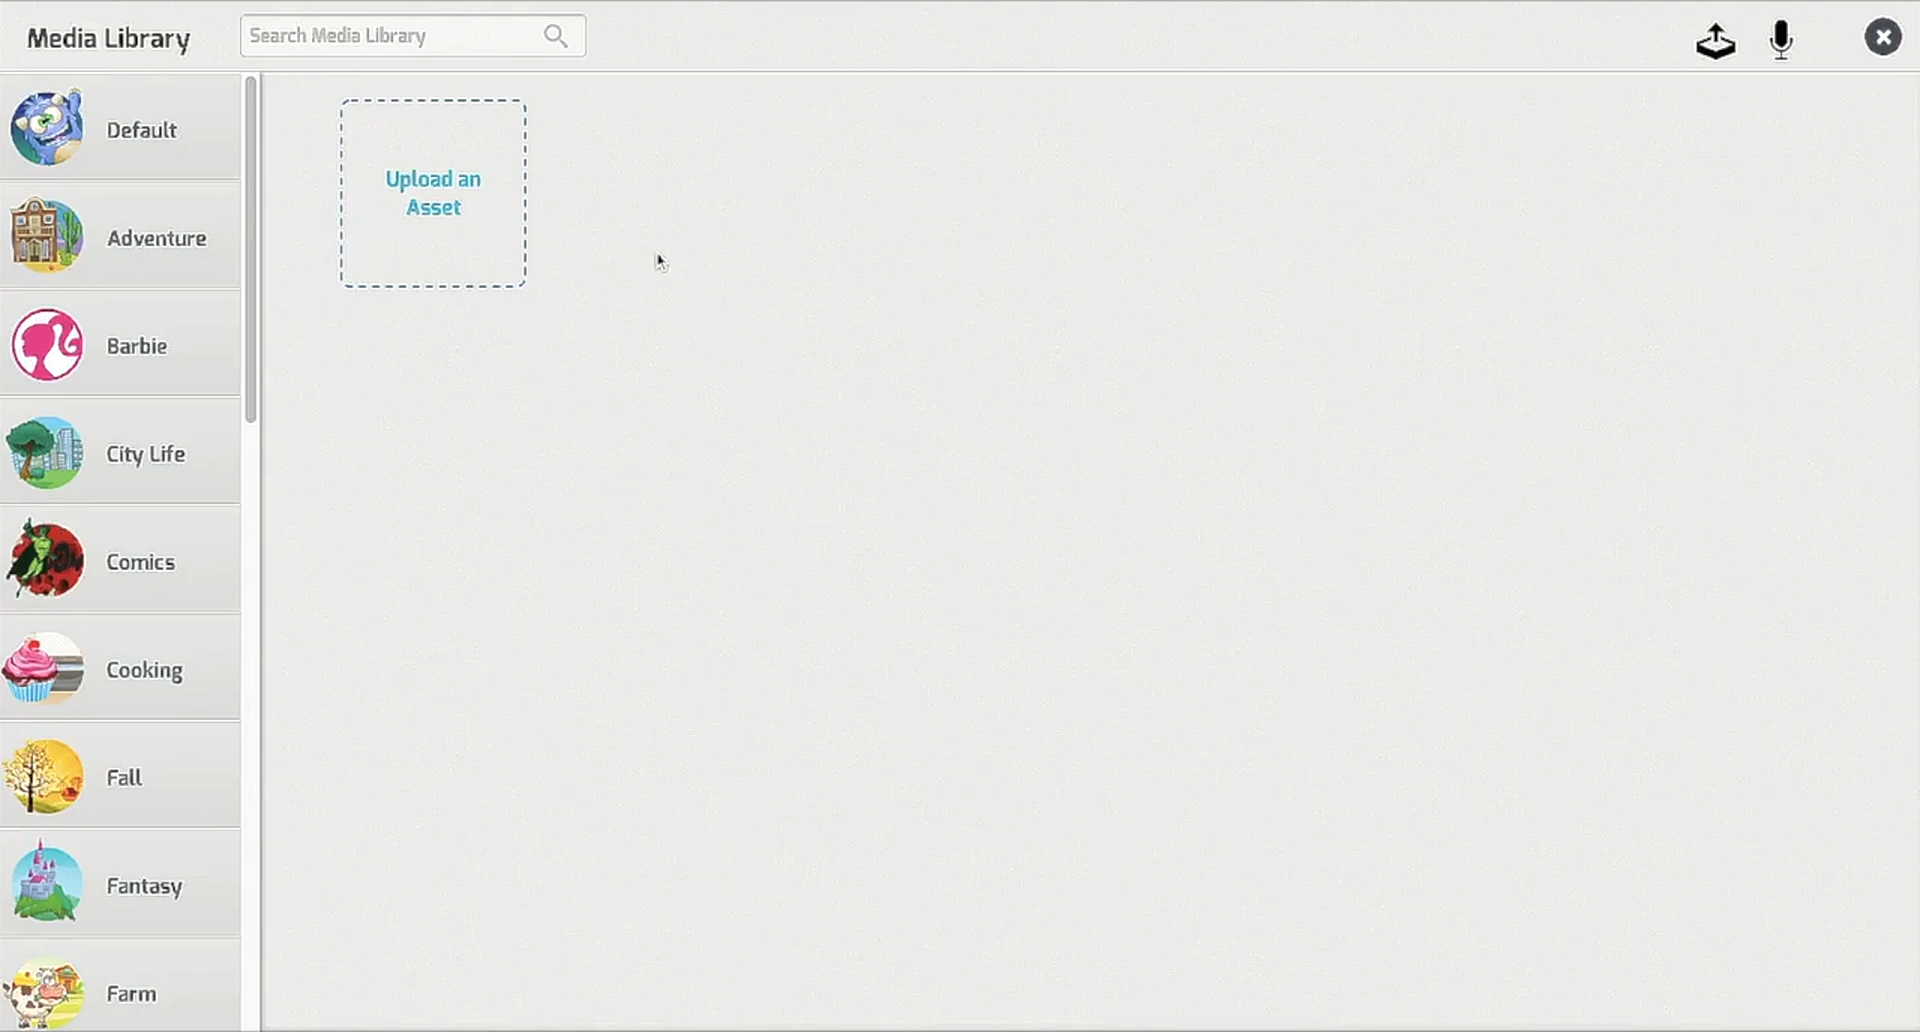 Media Library
Search Media Library
Default
Adventure
Barbie
City Life
Comics
Cooking
Fall
Fantasy
Farm
Upload an
Asset